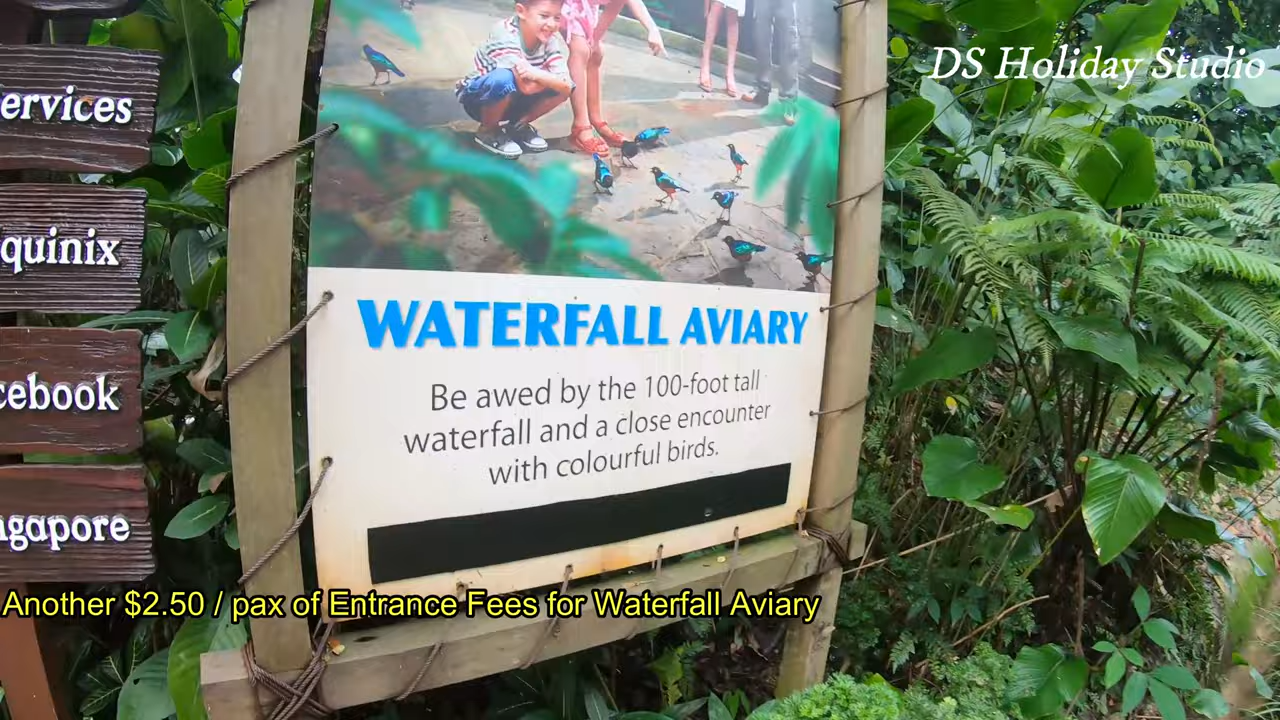 DS Holiday Studio
ervices
quinix
cebook
ngapore
WATERFALL AVIARY
Be awed by the 100-foot tall
waterfall and a close encounter
with colourful birds.
Another $2.50 / pax of Entrance Fees for Waterfall Aviary